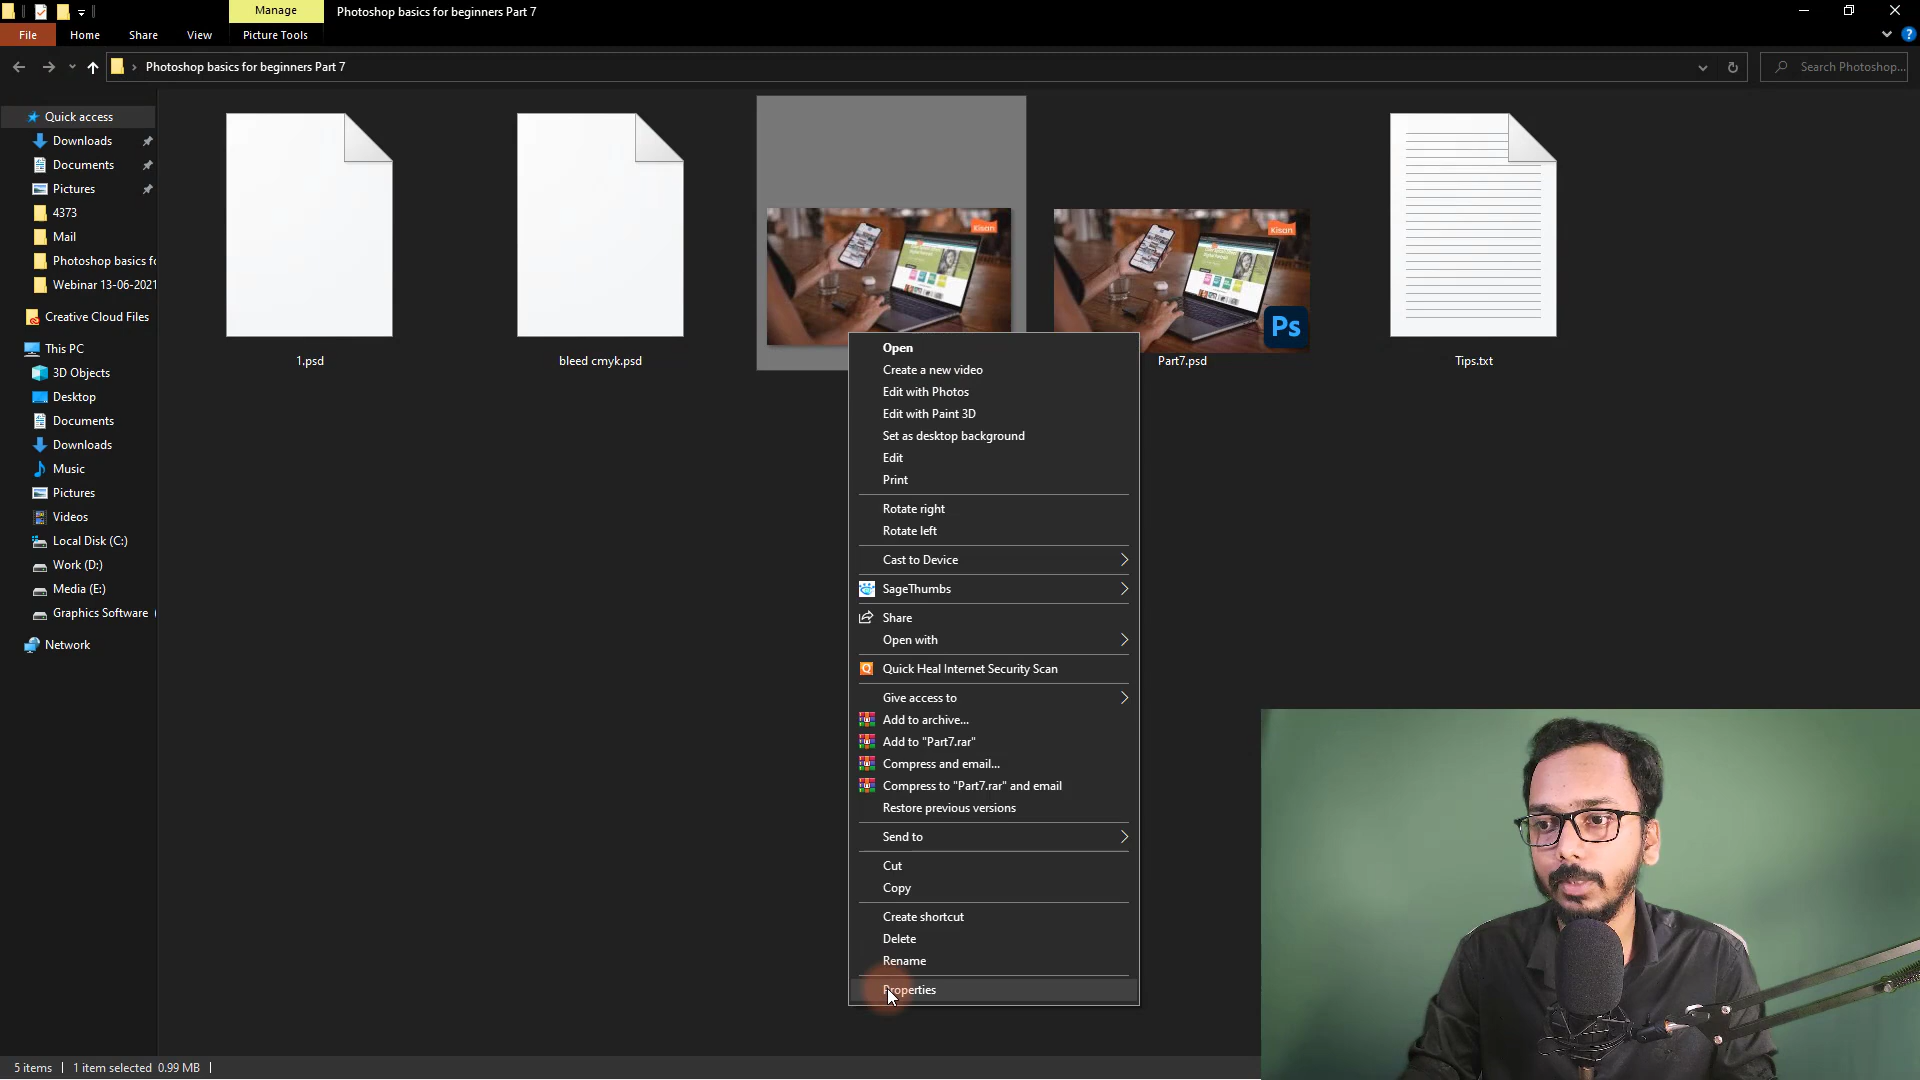 Manage
Photoshop basics for beginners Part 7
File
Home
Share
View
Picture Tools
Photoshop basics for beginners Part 7
Search Photoshop...
Quick access
Downloads
Documents
Pictures
4373
Mail
Photoshop basics fo
Webinar 13-06-2021
Creative Cloud Files
This PC
3D Objects
Desktop
Documents
Downloads
Music
Pictures
Videos
Local Disk (C:)
Work (D:)
Media (E:)
Graphics Software (
Network
1.psd
bleed cmyk.psd
Kisan
Kisan
Ps
Part7.psd
Tips.txt
Open
Create a new video
Edit with Photos
Edit with Paint 3D
Set as desktop background
Edit
Print
Rotate right
Rotate left
Cast to Device
SageThumbs
Share
Open with
Quick Heal Internet Security Scan
Give access to
Add to archive...
Add to "Part7.rar"
Compress and email...
Compress to "Part7.rar" and email
Restore previous versions
Send to
Cut
Copy
Create shortcut
Delete
Rename
Properties
5 items
1 item selected 0.99 MB